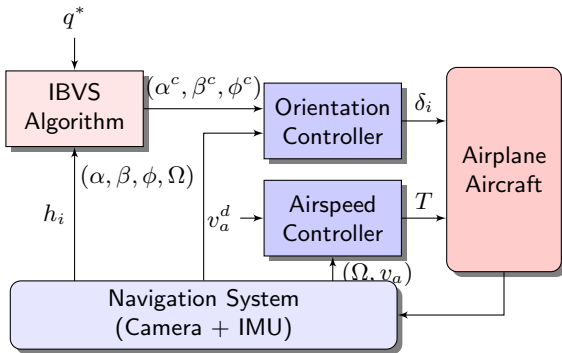 q*
IBVS
Algorithm
(α^c, β^c, φ^c)
Orientation
Controller
δ_i
Airplane
Aircraft
(α, β, φ, Ω)
h_i
v_a^d
Airspeed
Controller
T
(Ω, v_a)
Navigation System
(Camera + IMU)